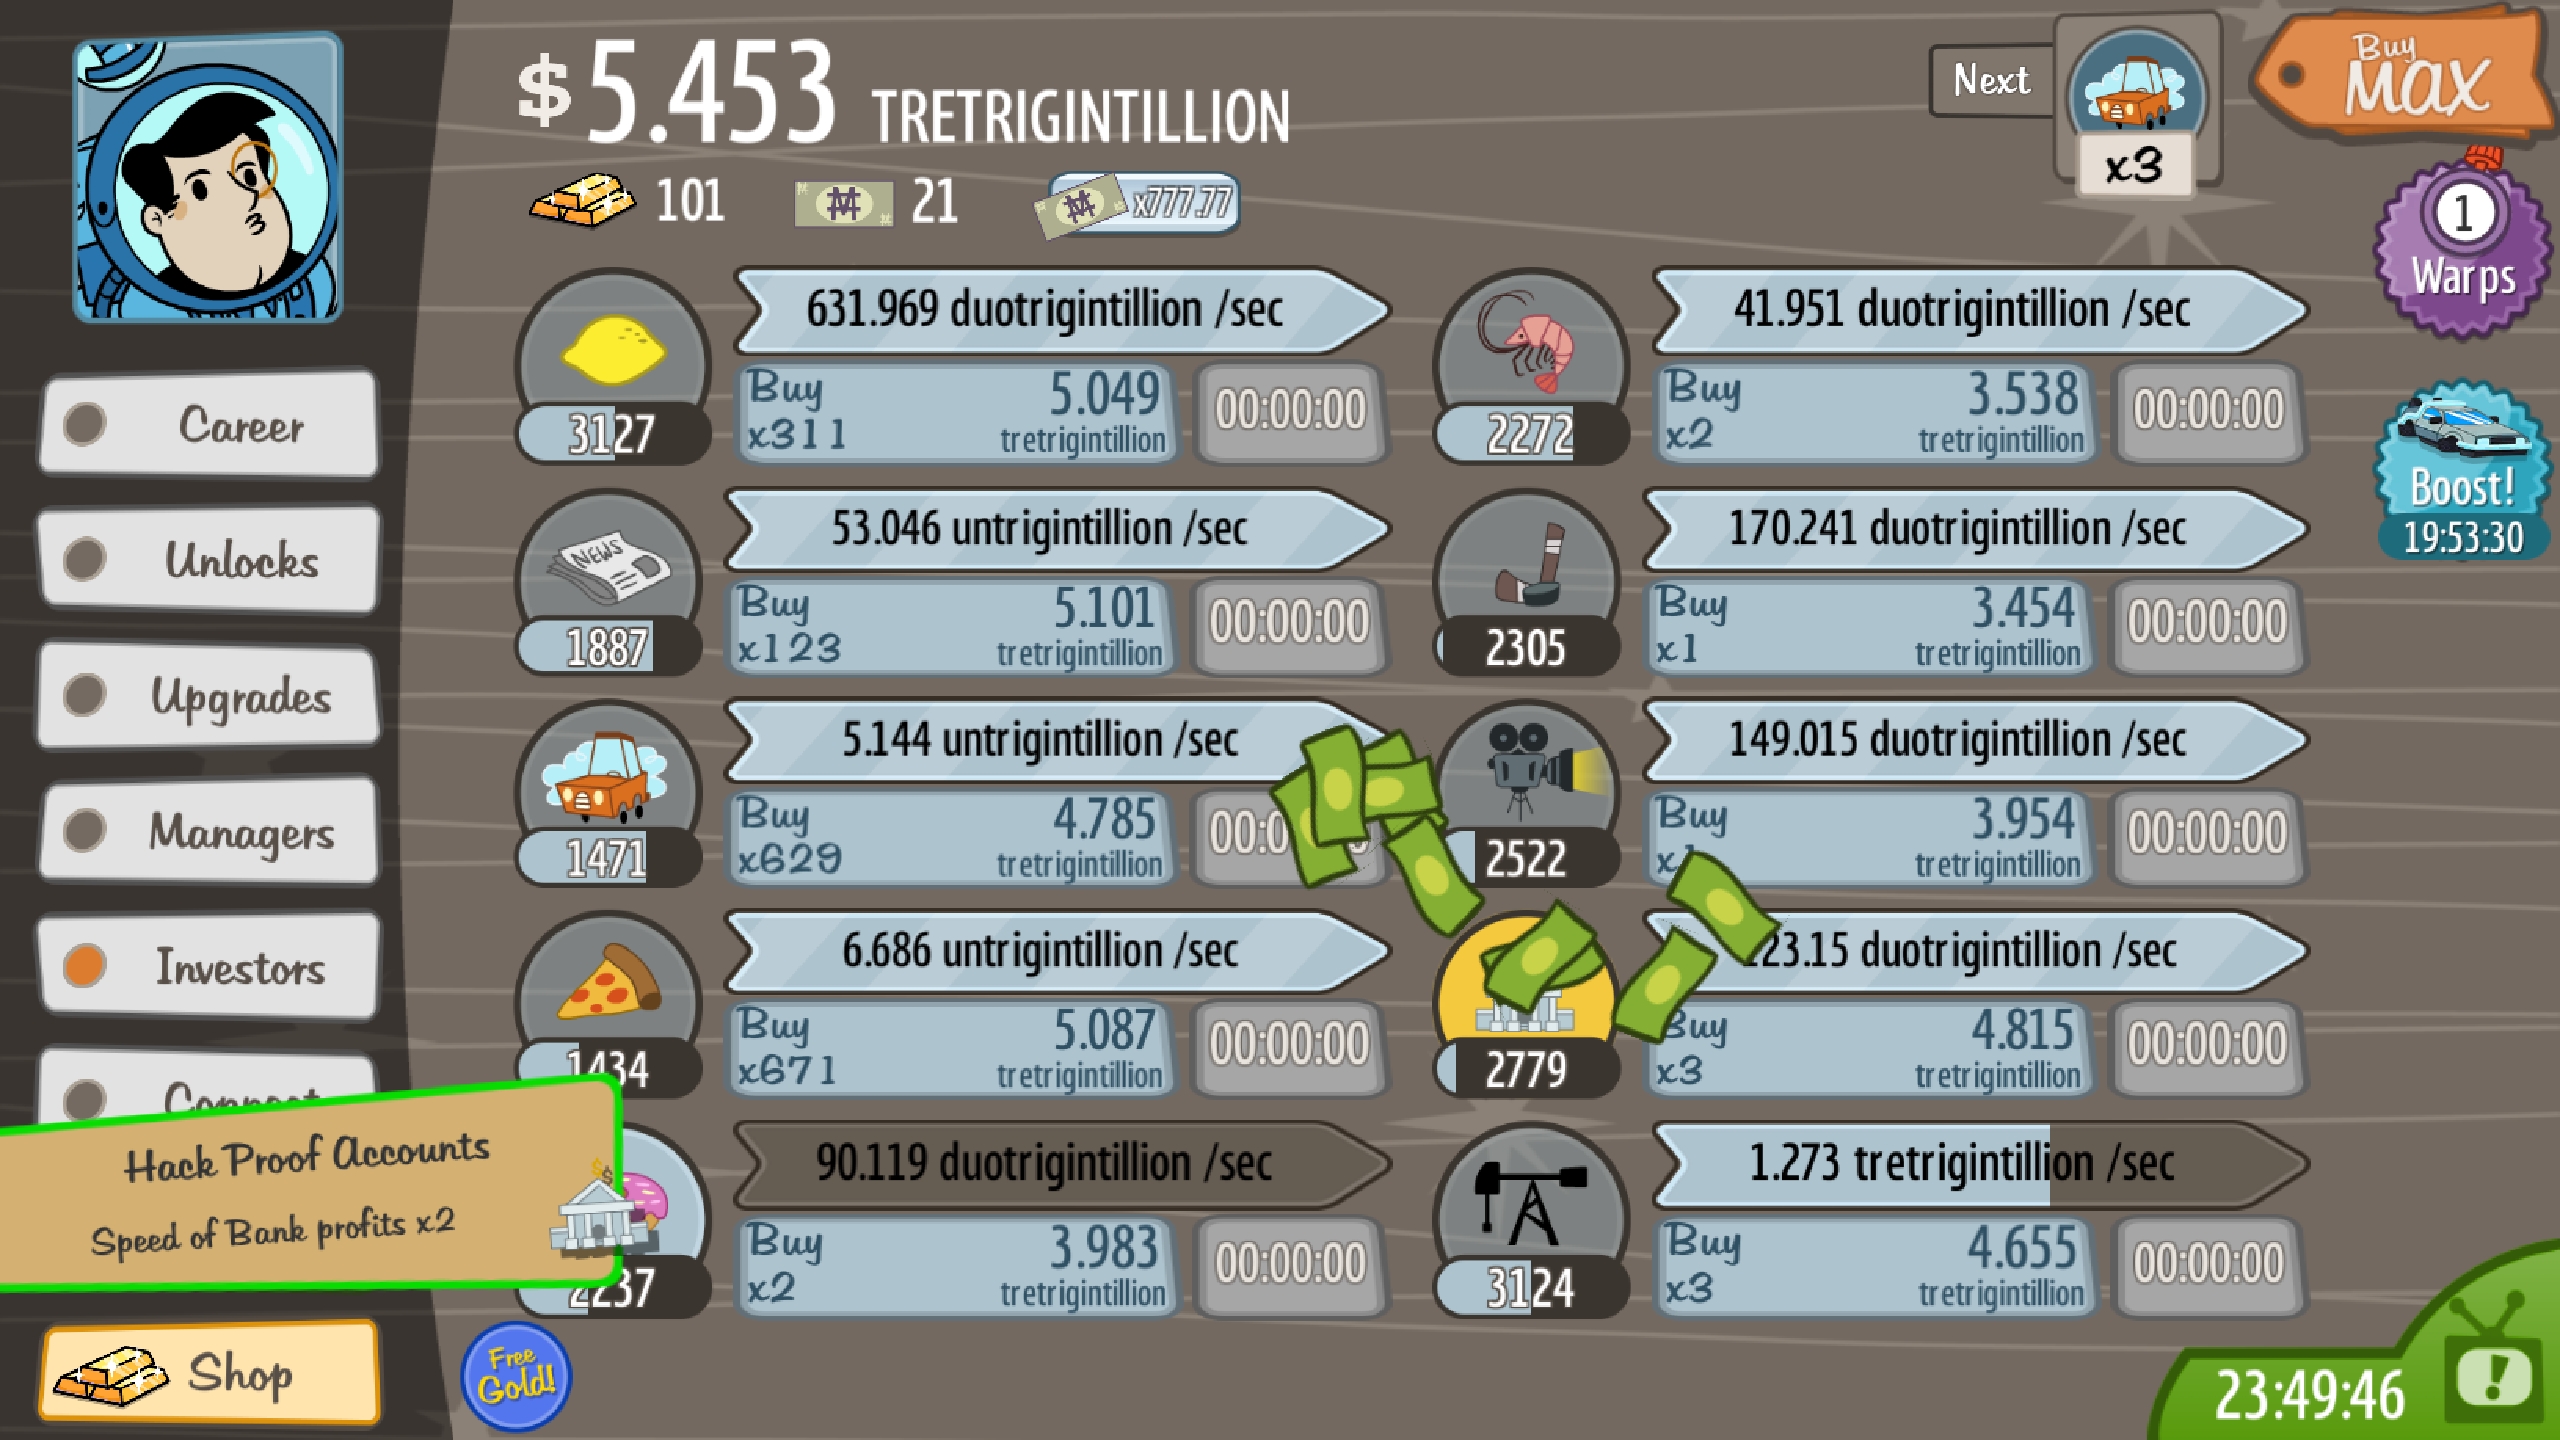 $5.453 TRETRIGINTILLION
101
21
x777.77
Next
x3
Buy
MAX
1
Warps
Boost!
19:53:30
Career
Unlocks
Upgrades
Managers
Investors
Connect
Hack Proof Accounts
Speed of Bank profits x2
Shop
Free
Gold!
631.969 duotrigintillion /sec
3127
Buy
x311
5.049
tretrigintillion
00:00:00
NEWS
53.046 untrigintillion /sec
1887
Buy
x123
5.101
tretrigintillion
00:00:00
5.144 untrigintillion /sec
1471
Buy
x629
4.785
tretrigintillion
6.686 untrigintillion /sec
1434
Buy
x671
5.087
tretrigintillion
00:00:00
90.119 duotrigintillion /sec
2237
Buy
x2
3.983
tretrigintillion
00:00:00
41.951 duotrigintillion /sec
2272
Buy
x2
3.538
tretrigintillion
00:00:00
170.241 duotrigintillion /sec
2305
Buy
x1
3.454
tretrigintillion
00:00:00
149.015 duotrigintillion /sec
2522
Buy
x1
3.954
tretrigintillion
00:00:00
duotrigintillion /sec
2779
Buy
x3
4.815
tretrigintillion
00:00:00
1.273 tretrigintillion /sec
3124
Buy
x3
4.655
tretrigintillion
00:00:00
23:49:46
!